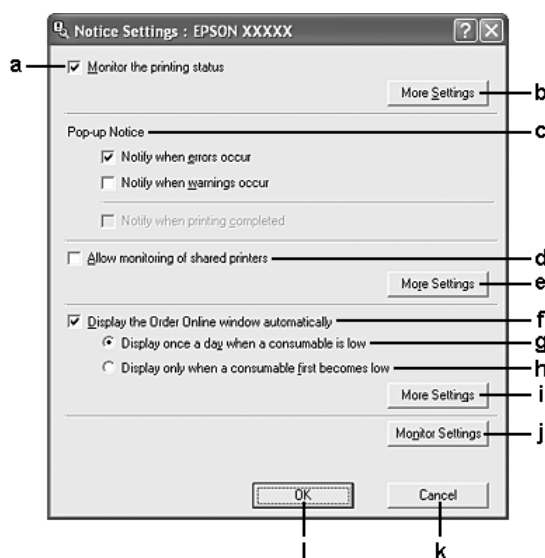 Notice Settings : EPSON XXXXX
a
Monitor the printing status
More Settings
b
Pop-up Notice
c
Notify when errors occur
Notify when warnings occur
Notify when printing completed
Allow monitoring of shared printers
d
More Settings
e
Display the Order Online window automatically
f
Display once a day when a consumable is low
g
Display only when a consumable first becomes low
h
More Settings
i
Monitor Settings
j
OK
Cancel
l
k